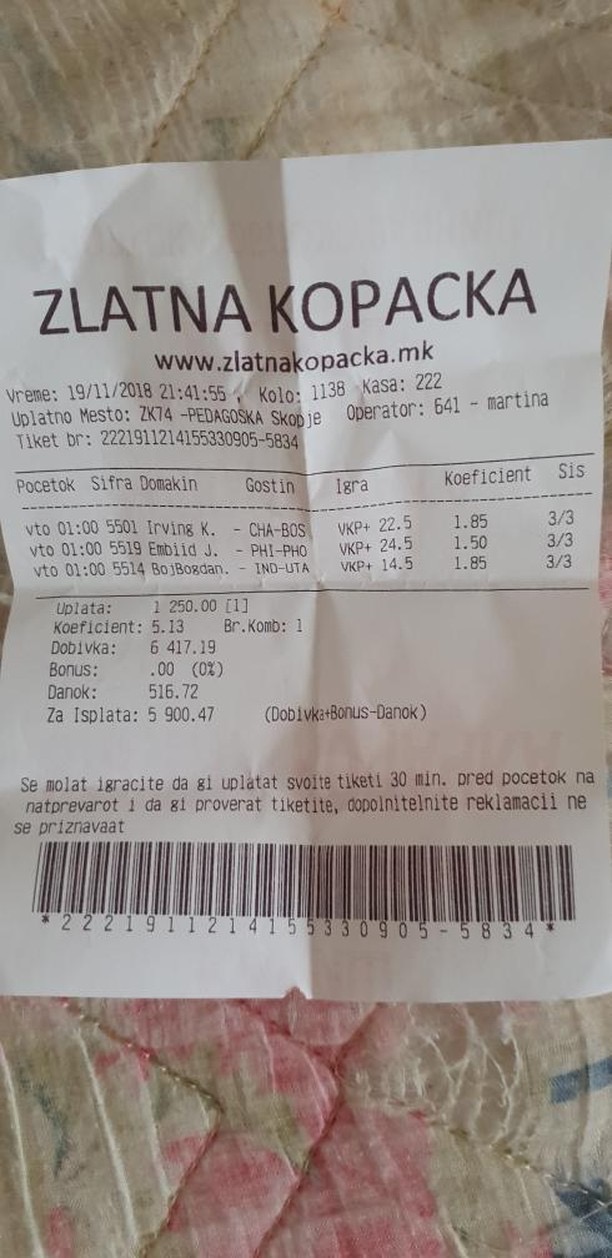 ZLATNA KOPACKA
www.zlatnakopacka.mk
Vreme: 19/11/2018 21:41:55 , Kolo: 1138 Kasa: 222
Uplatno Mesto: ZK74 -PEDAGOSKA Skopje Operator: 641 - martina
Tiket br: 2221911214155330905-5834
Pocetok Sifra Domakin Gostin Igra Koeficient Sis
vto 01:00 5501 Irving K. - CHA-BOS VKP+ 22.5 1.85 3/3
vto 01:00 5519 Embiid J. - PHI-PHO VKP+ 24.5 1.50 3/3
vto 01:00 5514 BojBogdan. - IND-UTA VKP+ 14.5 1.85 3/3
Uplata: 1 250.00 [1]
Koeficient: 5.13 Br.Komb: 1
Dobivka: 6 417.19
Bonus: .00 (0%)
Danok: 516.72
Za Isplata: 5 900.47 (Dobivka+Bonus-Danok)
Se molat igracite da gi uplatat svoite tiketi 30 min. pred pocetok na
natprevarot i da gi proverat tiketite, dopolnitelnite reklamacii ne
se priznavaat
*2221911214155330905-5834*